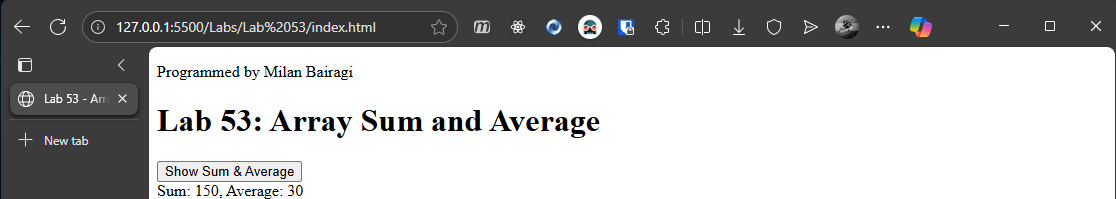 127.0.0.1:5500/Labs/Lab%2053/index.html
Lab 53 - Arr
New tab
Programmed by Milan Bairagi
Lab 53: Array Sum and Average
Show Sum & Average
Sum: 150, Average: 30